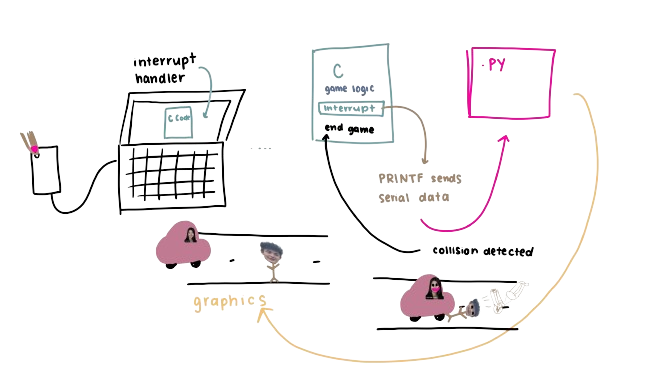 interrupt
handler
C Code
C
game logic
interrupt
end game
.PY
PRINTF sends
serial data
collision detected
graphics